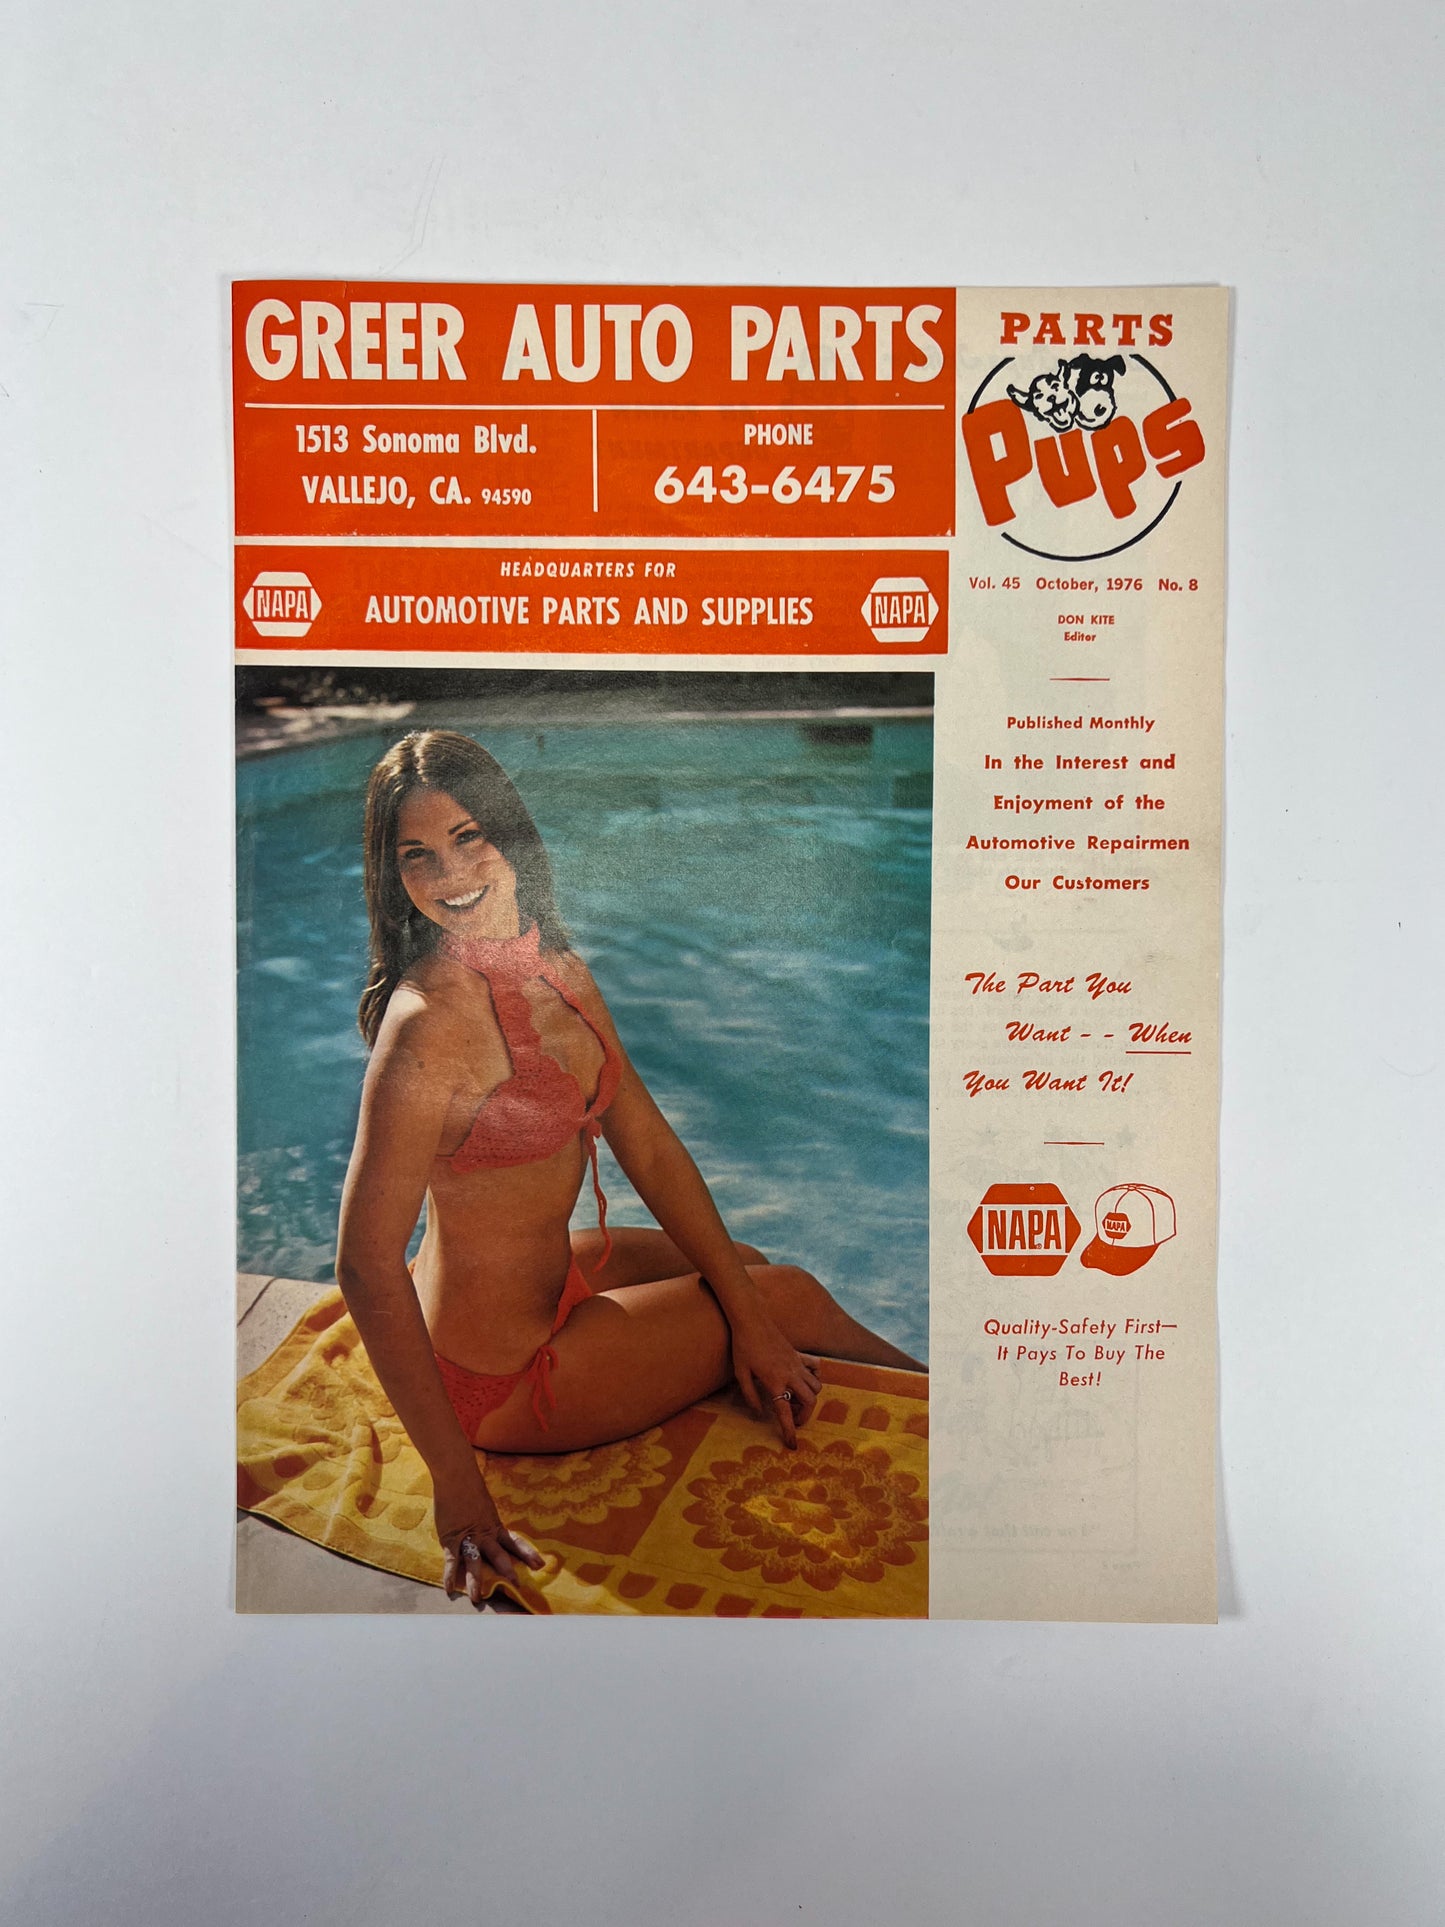 GREER AUTO PARTS
1513 Sonoma Blvd.
VALLEJO, CA. 94590
PHONE
643-6475
NAPA
HEADQUARTERS FOR
AUTOMOTIVE PARTS AND SUPPLIES
NAPA
PARTS
Pups
Vol. 45 October, 1976 No. 8
DON KITE
Editor
Published Monthly
In the Interest and
Enjoyment of the
Automotive Repairmen
Our Customers
The Part You
Want - - When
You Want It!
NAPA
NAPA
Quality-Safety First—
It Pays To Buy The
Best!